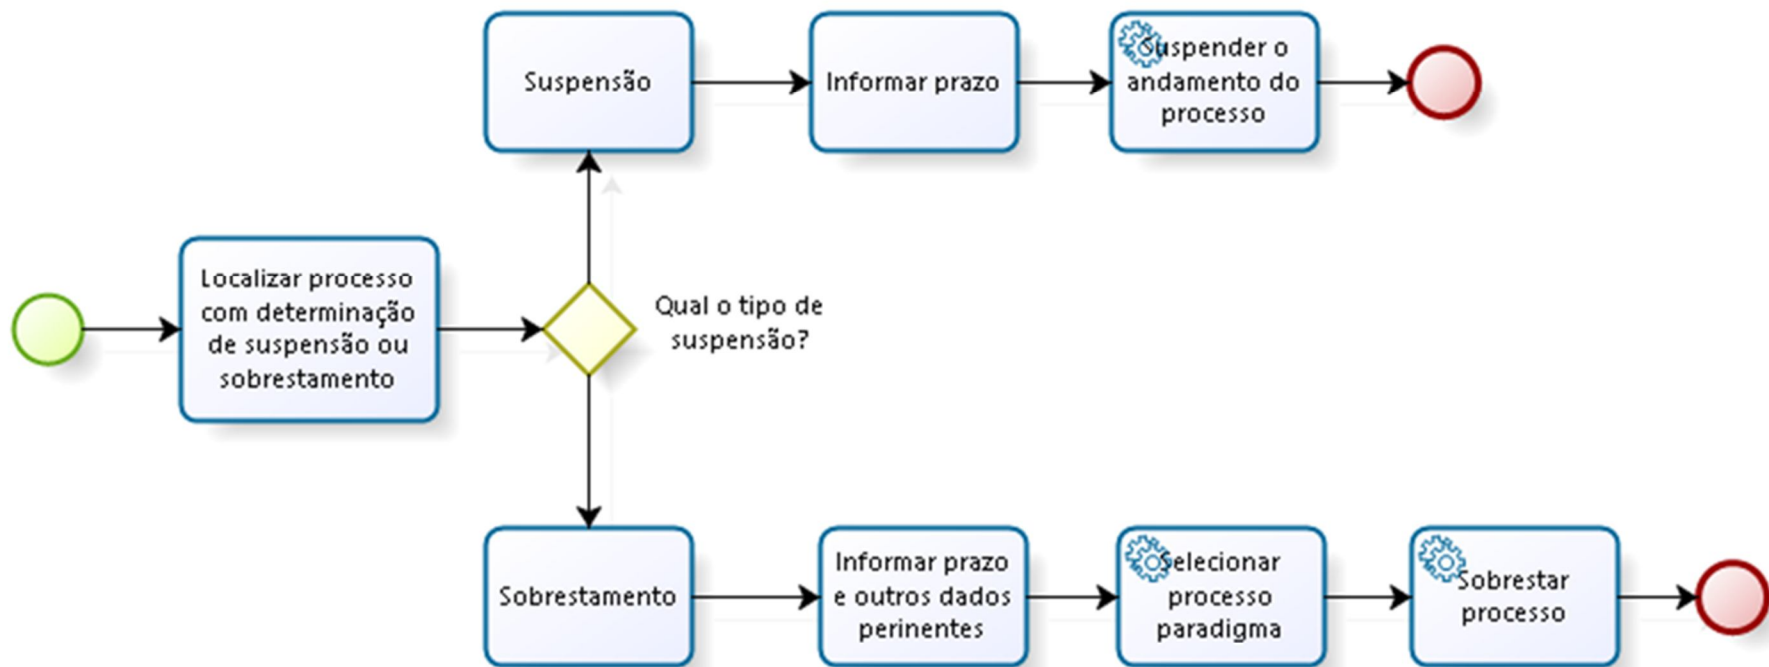 Suspensão
Informar prazo
Suspender o
andamento do
processo
Localizar processo
com determinação
de suspensão ou
sobrestamento
Qual o tipo de
suspensão?
Sobrestamento
Informar prazo
e outros dados
perinentes
Selecionar
processo
paradigma
Sobrestar
processo